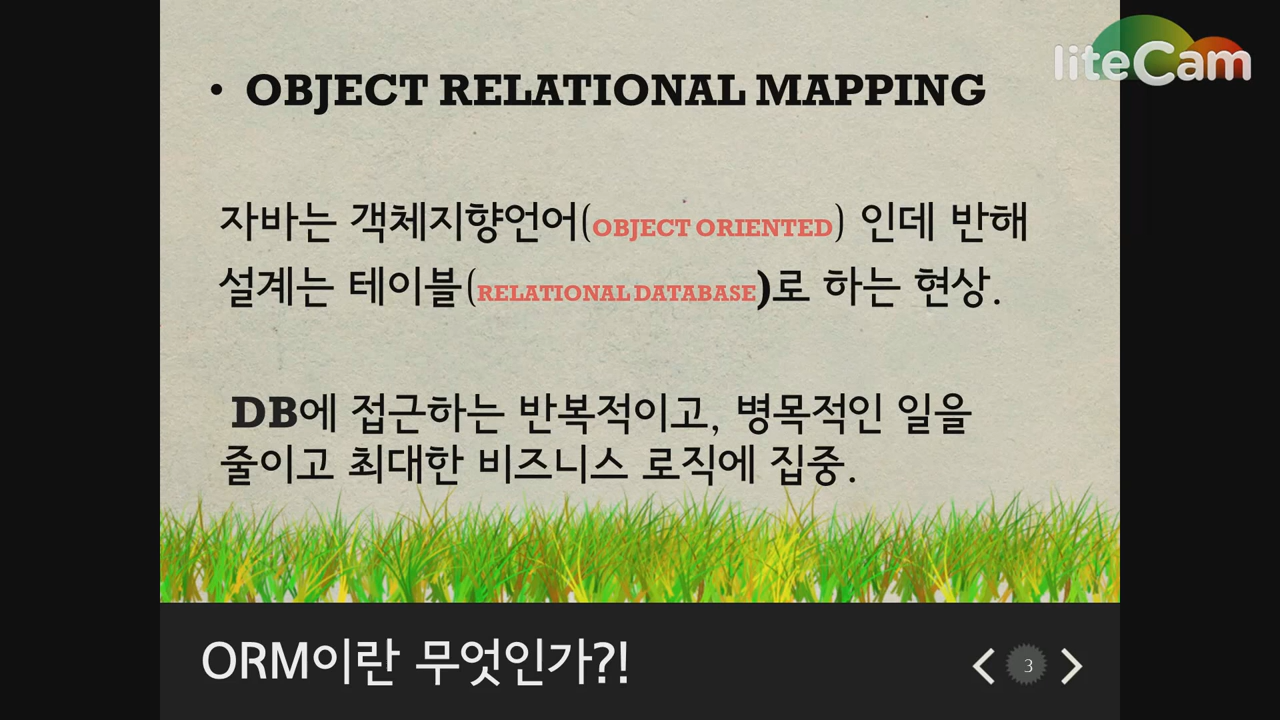 liteCam
• OBJECT RELATIONAL MAPPING
자바는 객체지향언어(OBJECT ORIENTED) 인데 반해
설계는 테이블(RELATIONAL DATABASE)로 하는 현상.
DB에 접근하는 반복적이고, 병목적인 일을
줄이고 최대한 비즈니스 로직에 집중.
ORM이란 무엇인가?!
3